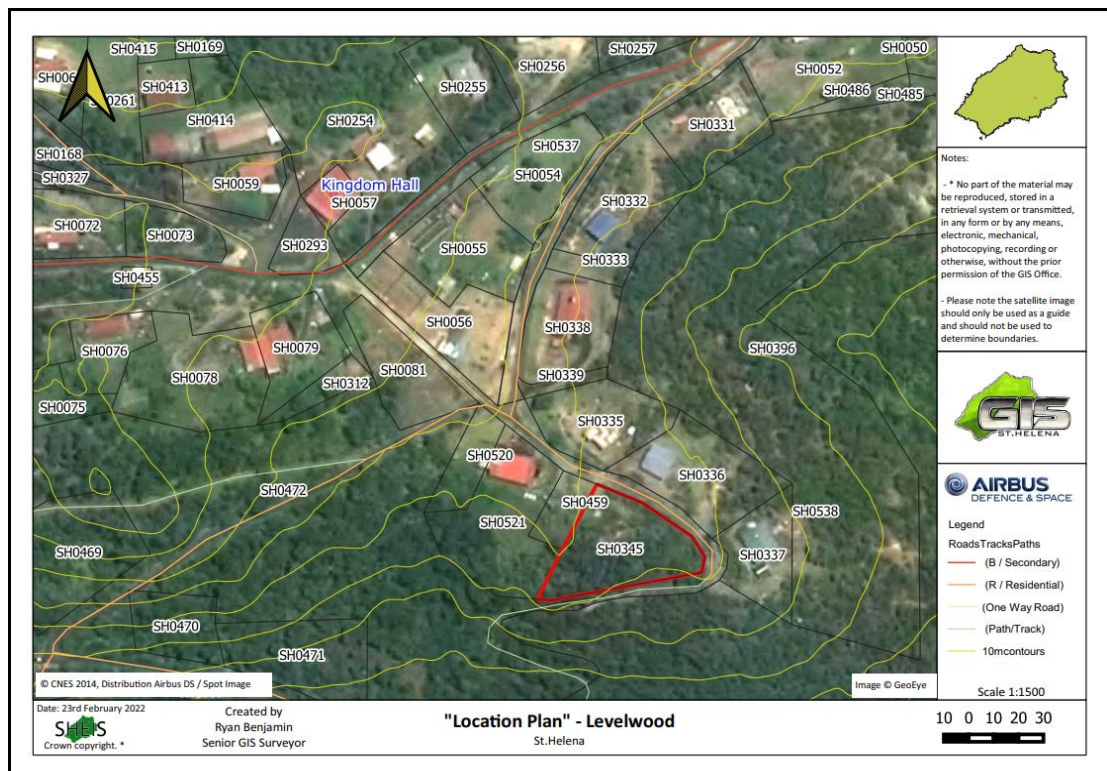 SH0415
SH0169
SH0257
SH0256
SH0050
SH0052
SH0261
SH0413
SH0255
SH0486
SH0485
SH0414
SH0254
SH0331
SH0168
SH0537
SH0327
SH0059
Kingdom Hall
SH0054
SH0057
SH0332
SH0072
SH0073
SH0293
SH0055
SH0333
SH0455
SH0056
SH0338
SH0076
SH0079
SH0396
SH0078
SH0312
SH0081
SH0339
SH0075
SH0335
SH0520
SH0336
SH0472
SH0459
SH0521
SH0538
SH0469
SH0345
SH0337
SH0470
SH0471
© CNES 2014, Distribution Airbus DS / Spot Image
Image © GeoEye
Notes:
- * No part of the material may
be reproduced, stored in a
retrieval system or transmitted,
in any form or by any means,
electronic, mechanical,
photocopying, recording or
otherwise, without the prior
permission of the GIS Office.
- Please note the satellite image
should only be used as a guide
and should not be used to
determine boundaries.
GIS
ST.HELENA
AIRBUS
DEFENCE & SPACE
Legend
RoadsTracksPaths
(B / Secondary)
(R / Residential)
(One Way Road)
(Path/Track)
10mcontours
Scale 1:1500
10 0 10 20 30
Date: 23rd February 2022
SHEIS
Crown copyright. *
Created by
Ryan Benjamin
Senior GIS Surveyor
"Location Plan" - Levelwood
St.Helena